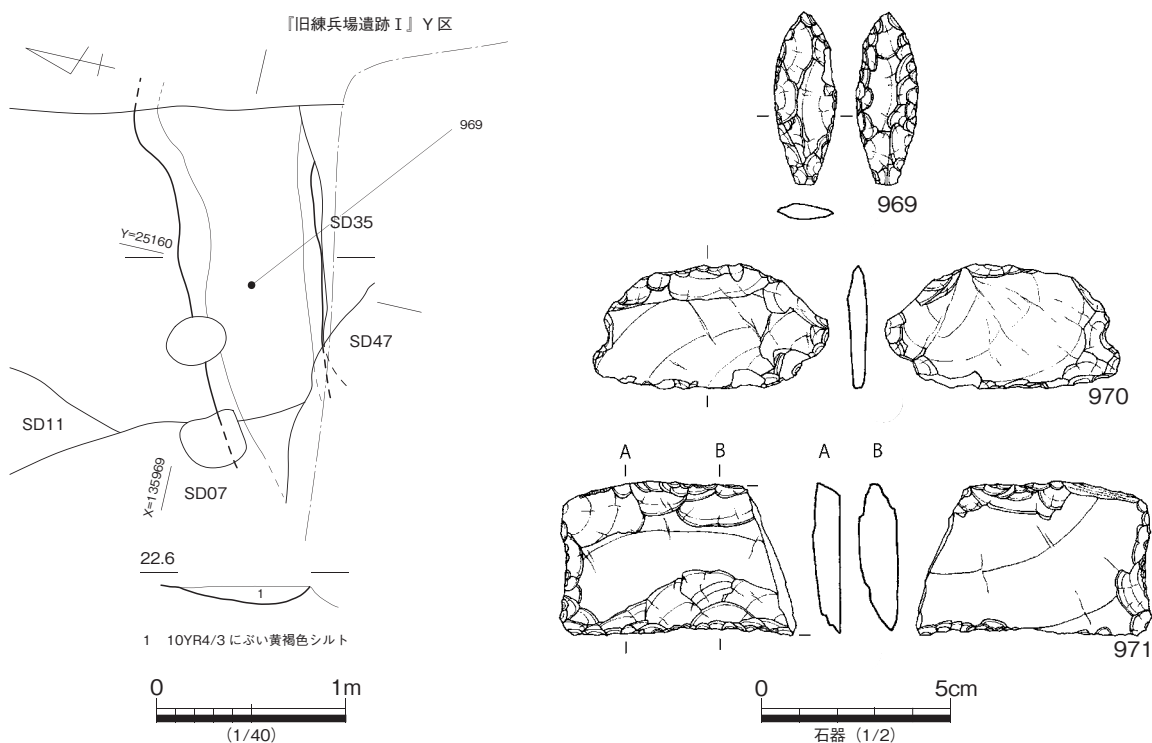 『旧練兵場遺跡Ⅰ』Y 区
969
SD35
Y=25160
SD47
SD11
X=135969
SD07
22.6
1
1 10YR4/3 にぶい黄褐色シルト
0 1m
(1/40)
969
970
A B A B
971
0 5cm
石器 (1/2)